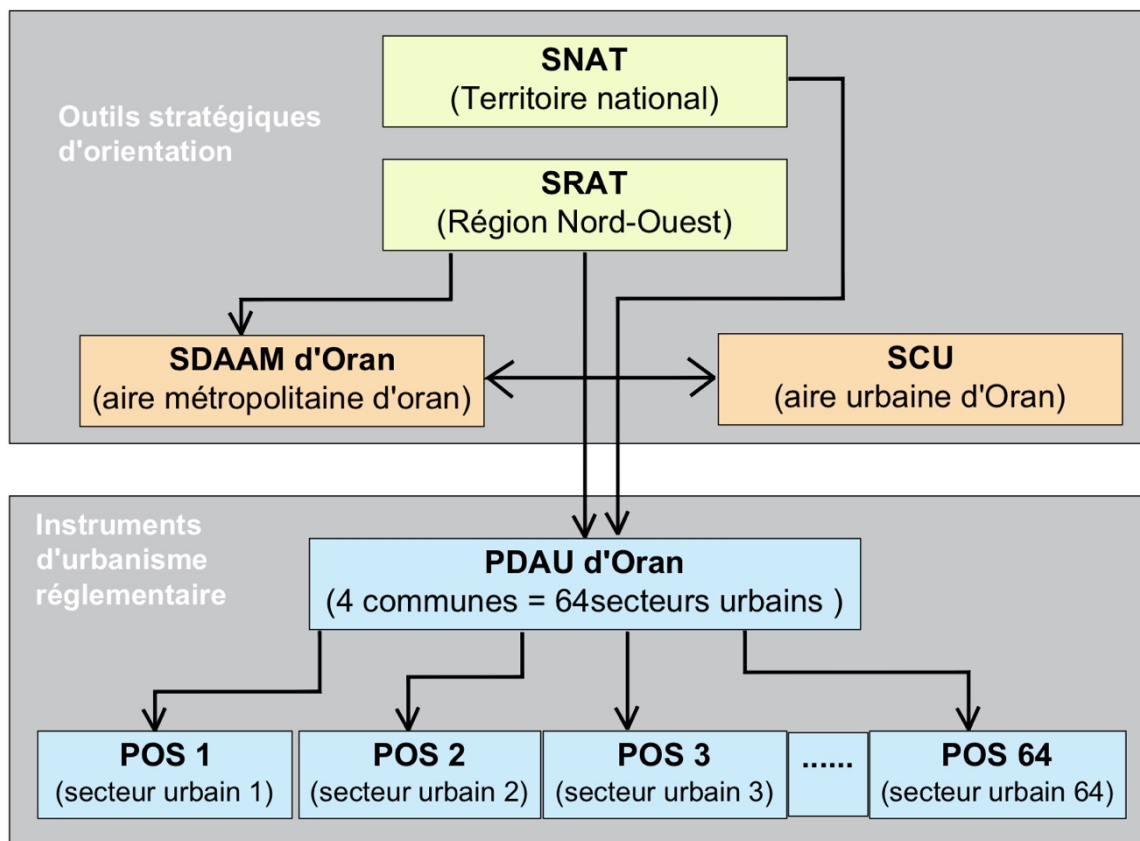 Outils stratégiques
d'orientation
SNAT
(Territoire national)
SRAT
(Région Nord-Ouest)
SDAAM d'Oran
(aire métropolitaine d'oran)
SCU
(aire urbaine d'Oran)
Instruments
d'urbanisme
réglementaire
PDAU d'Oran
(4 communes = 64secteurs urbains )
POS 1
(secteur urbain 1)
POS 2
(secteur urbain 2)
POS 3
(secteur urbain 3)
......
POS 64
(secteur urbain 64)